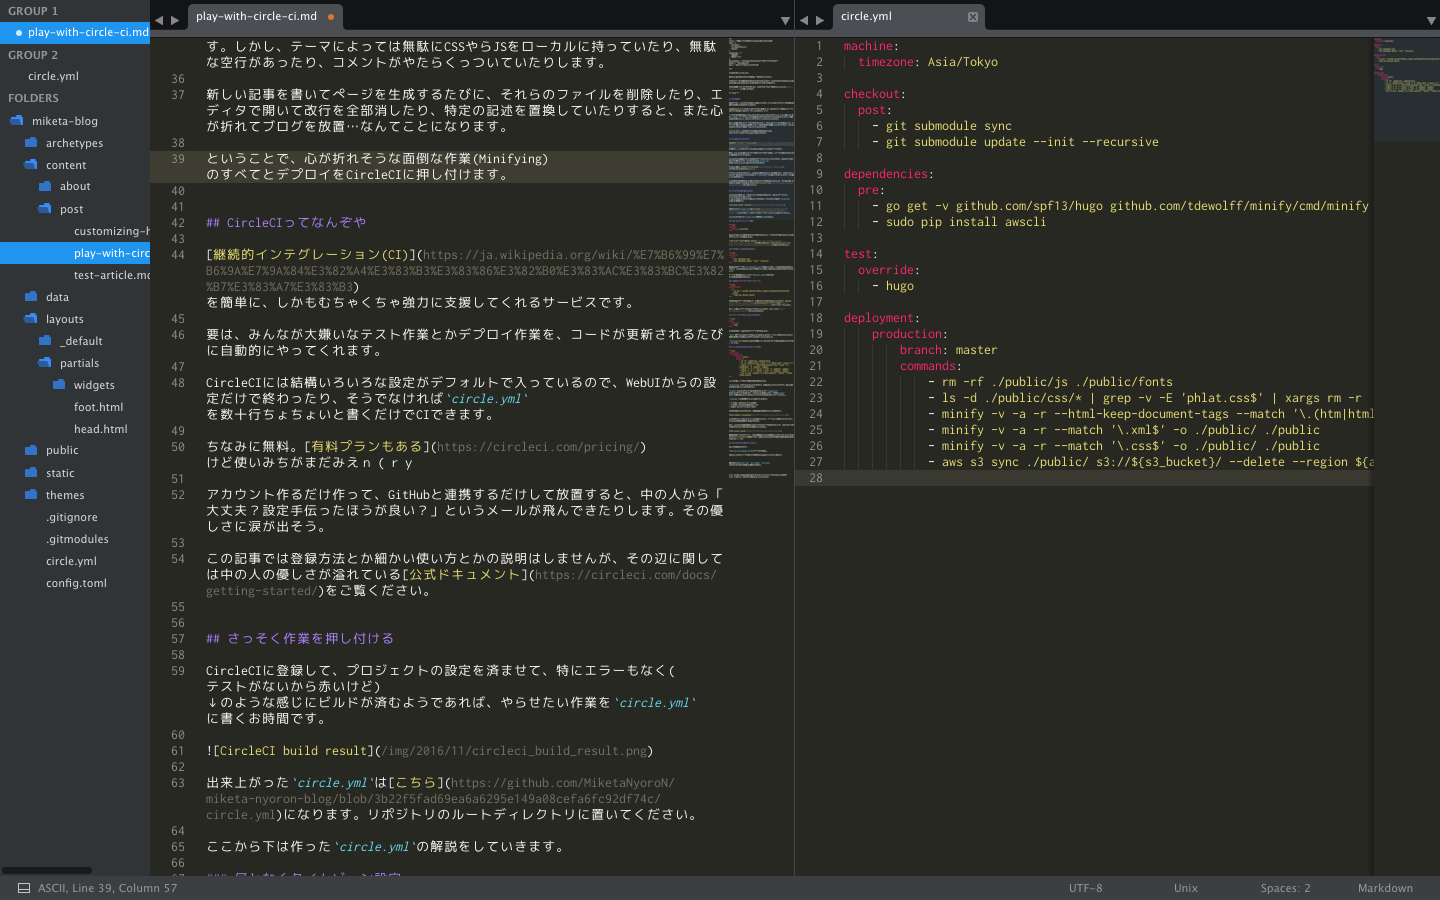 GROUP 1
play-with-circle-ci.md
GROUP 2
circle.yml
FOLDERS
miketa-blog
archetypes
content
about
post
customizing-h
play-with-circ
test-article.md
data
layouts
_default
partials
widgets
foot.html
head.html
public
static
themes
.gitignore
.gitmodules
circle.yml
config.toml
play-with-circle-ci.md
す。しかし、テーマによっては無駄にCSSやらJSをローカルに持っていたり、無駄
な空行があったり、コメントがやたらくっついていたりします。
36
37 新しい記事を書いてページを生成するたびに、それらのファイルを削除したり、エ
ディタで開いて改行を全部消したり、特定の記述を置換していたりすると、また心
が折れてブログを放置…なんてことになります。
38
39 ということで、心が折れそうな面倒な作業(Minifying)
のすべてとデプロイをCircleCIに押し付けます。
40
41
42 ## CircleCIってなんぞや
43
44 [継続的インテグレーション(CI)](https://ja.wikipedia.org/wiki/%E7%B6%99%E7%
B6%9A%E7%9A%84%E3%82%A4%E3%83%B3%E3%83%86%E3%82%B0%E3%83%AC%E3%83%BC%E3%82
%B7%E3%83%A7%E3%83%B3)
を簡単に、しかもむちゃくちゃ強力に支援してくれるサービスです。
45
46 要は、みんなが大嫌いなテスト作業とかデプロイ作業を、コードが更新されるたび
に自動的にやってくれます。
47
48 CircleCIには結構いろいろな設定がデフォルトで入っているので、WebUIからの設
定だけで終わったり、そうでなければ`circle.yml`
を数十行ちょちょいと書くだけでCIできます。
49
50 ちなみに無料。[有料プランもある](https://circleci.com/pricing/)
けど使いみちがまだみえｎ（ｒｙ
51
52 アカウント作るだけ作って、GitHubと連携するだけして放置すると、中の人から「
大丈夫？設定手伝ったほうが良い？」というメールが飛んできたりします。その優
しさに涙が出そう。
53
54 この記事では登録方法とか細かい使い方とかの説明はしませんが、その辺に関して
は中の人の優しさが溢れている[公式ドキュメント](https://circleci.com/docs/
getting-started/)をご覧ください。
55
56
57 ## さっそく作業を押し付ける
58
59 CircleCIに登録して、プロジェクトの設定を済ませて、特にエラーもなく(
テストがないから赤いけど)
↓のような感じにビルドが済むようであれば、やらせたい作業を`circle.yml`
に書くお時間です。
60
61 ![CircleCI build result](/img/2016/11/circleci_build_result.png)
62
63 出来上がった`circle.yml`は[こちら](https://github.com/MiketaNyoroN/
miketa-nyoron-blog/blob/3b22f5fad69ea6a6295e149a08cefa6fc92df74c/
circle.yml)になります。リポジトリのルートディレクトリに置いてください。
64
65 ここから下は作った`circle.yml`の解説をしていきます。
66
circle.yml
1 machine:
2 timezone: Asia/Tokyo
3
4 checkout:
5 post:
6 - git submodule sync
7 - git submodule update --init --recursive
8
9 dependencies:
10 pre:
11 - go get -v github.com/spf13/hugo github.com/tdewolff/minify/cmd/minify
12 - sudo pip install awscli
13
14 test:
15 override:
16 - hugo
17
18 deployment:
19 production:
20 branch: master
21 commands:
22 - rm -rf ./public/js ./public/fonts
23 - ls -d ./public/css/* | grep -v -E 'phlat.css$' | xargs rm -r
24 - minify -v -a -r --html-keep-document-tags --match '\.(htm|html
25 - minify -v -a -r --match '\.xml$' -o ./public/ ./public
26 - minify -v -a -r --match '\.css$' -o ./public/ ./public
27 - aws s3 sync ./public/ s3://${s3_bucket}/ --delete --region ${a
28
ASCII, Line 39, Column 57
UTF-8
Unix
Spaces: 2
Markdown